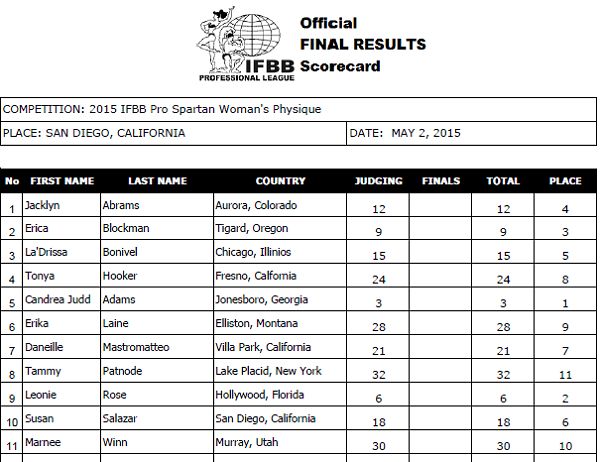 Official
FINAL RESULTS
Scorecard
IFBB
PROFESSIONAL LEAGUE
COMPETITION: 2015 IFBB Pro Spartan Woman's Physique
PLACE: SAN DIEGO, CALIFORNIA DATE: MAY 2, 2015
No FIRST NAME LAST NAME COUNTRY JUDGING FINALS TOTAL PLACE
1 Jacklyn Abrams Aurora, Colorado 12 12 4
2 Erica Blockman Tigard, Oregon 9 9 3
3 La'Drissa Bonivel Chicago, Illinios 15 15 5
4 Tonya Hooker Fresno, Calfornia 24 24 8
5 Candrea Judd Adams Jonesboro, Georgia 3 3 1
6 Erika Laine Elliston, Montana 28 28 9
7 Daneille Mastromatteo Villa Park, California 21 21 7
8 Tammy Patnode Lake Placid, New York 32 32 11
9 Leonie Rose Hollywood, Florida 6 6 2
10 Susan Salazar San Diego, California 18 18 6
11 Marnee Winn Murray, Utah 30 30 10